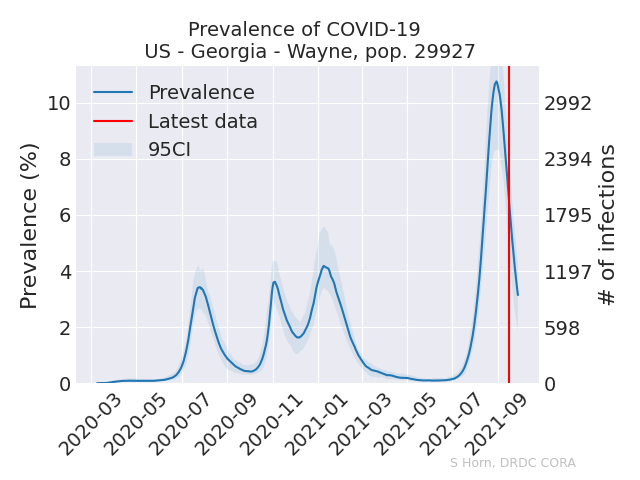 Prevalence of COVID-19
US - Georgia - Wayne, pop. 29927
Prevalence
Latest data
95CI
Prevalence (%)
10
8
6
4
2
0
2992
2394
1795
1197
598
0
# of infections
2020-03
2020-05
2020-07
2020-09
2020-11
2021-01
2021-03
2021-05
2021-07
2021-09
S Horn, DRDC CORA